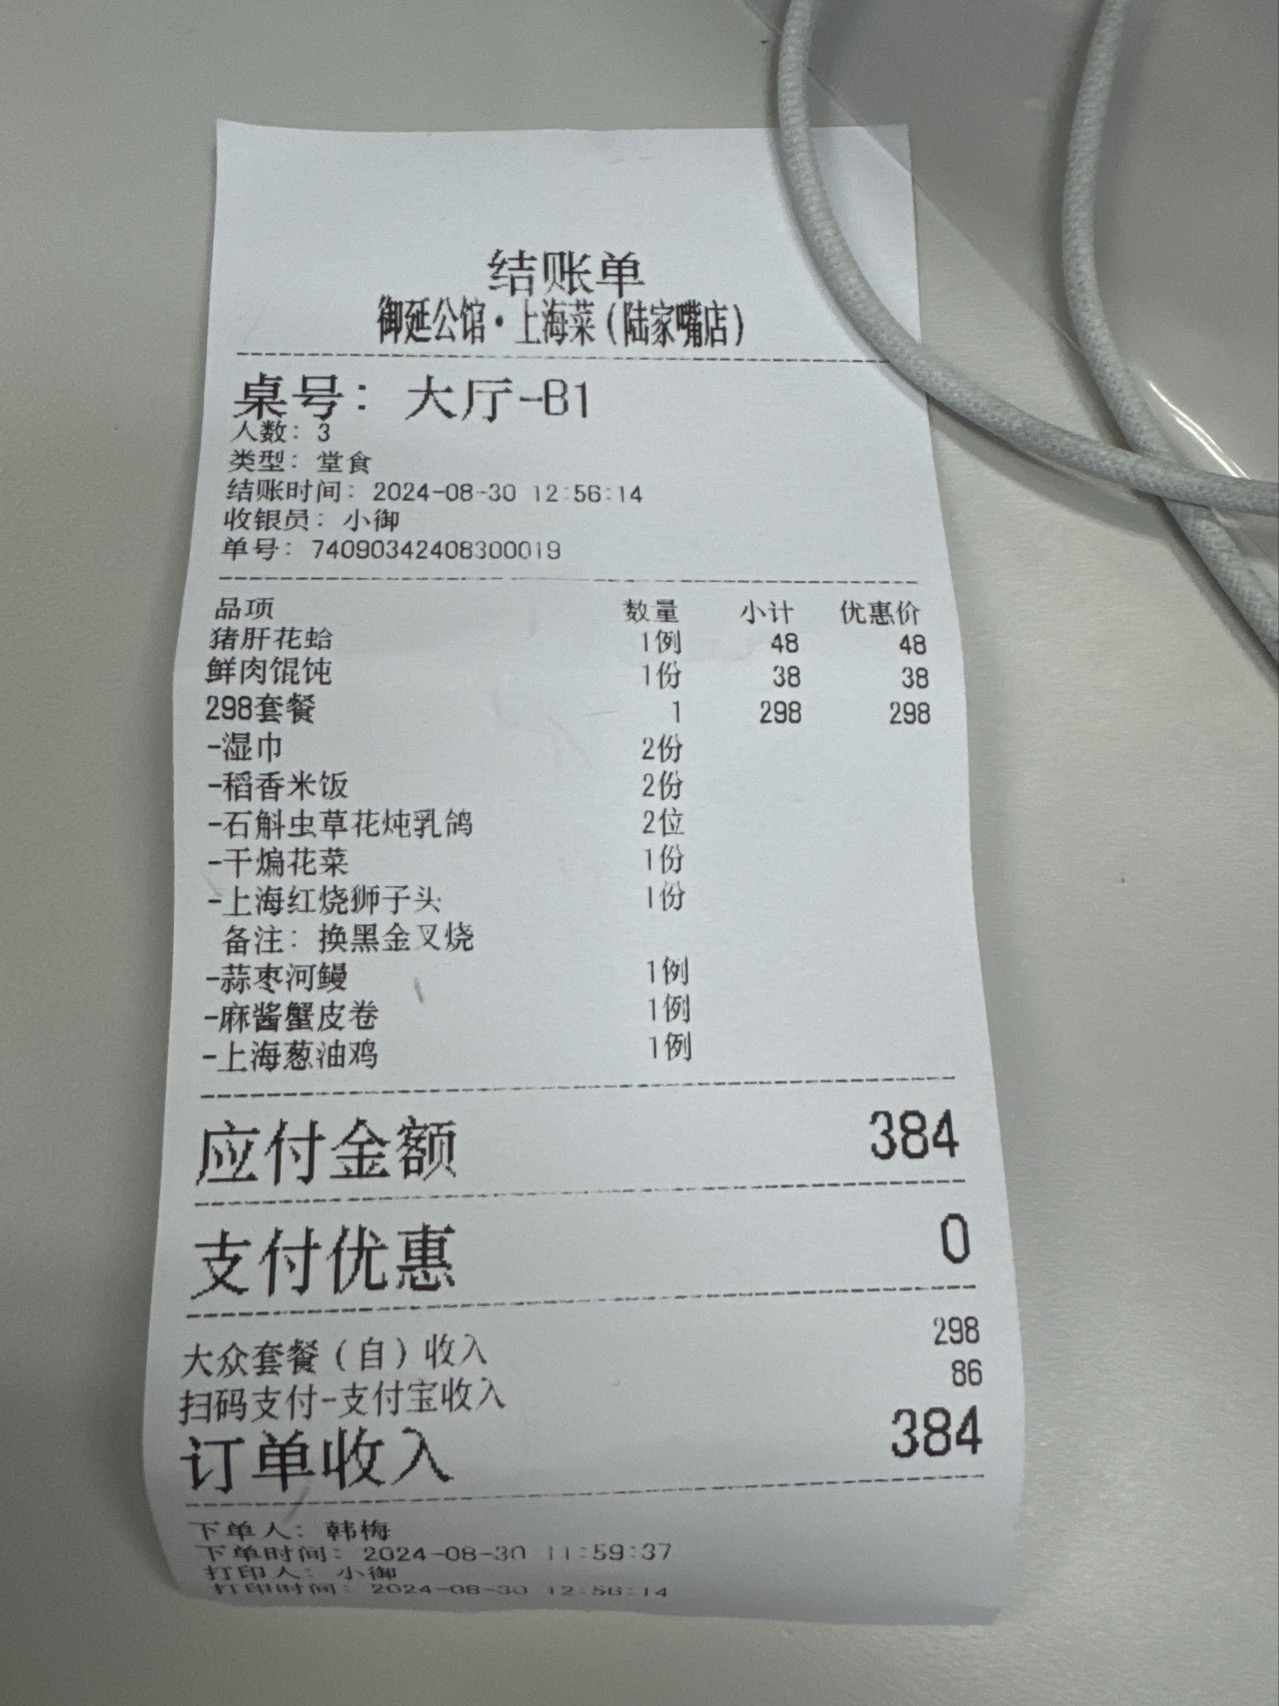 结账单
御延公馆·上海菜(陆家嘴店)
桌号: 大厅-B1
人数: 3
类型: 堂食
结账时间: 2024-08-30 12:56:14
收银员: 小御
单号: 74090342408300019
品项 数量 小计 优惠价
猪肝花蛤 1例 48 48
鲜肉馄饨 1份 38 38
298套餐 1 298 298
-湿巾 2份
-稻香米饭 2份
-石斛虫草花炖乳鸽 2位
-干煸花菜 1份
-上海红烧狮子头 1份
备注: 换黑金叉烧
-蒜枣河鳗 1例
-麻酱蟹皮卷 1例
-上海葱油鸡 1例
应付金额 384
支付优惠 0
大众套餐(自)收入 298
扫码支付-支付宝收入 86
订单收入 384
下单人: 韩梅
下单时间: 2024-08-30 11:59:37
打印人: 小御
打印时间: 2024-08-30 12:56:14